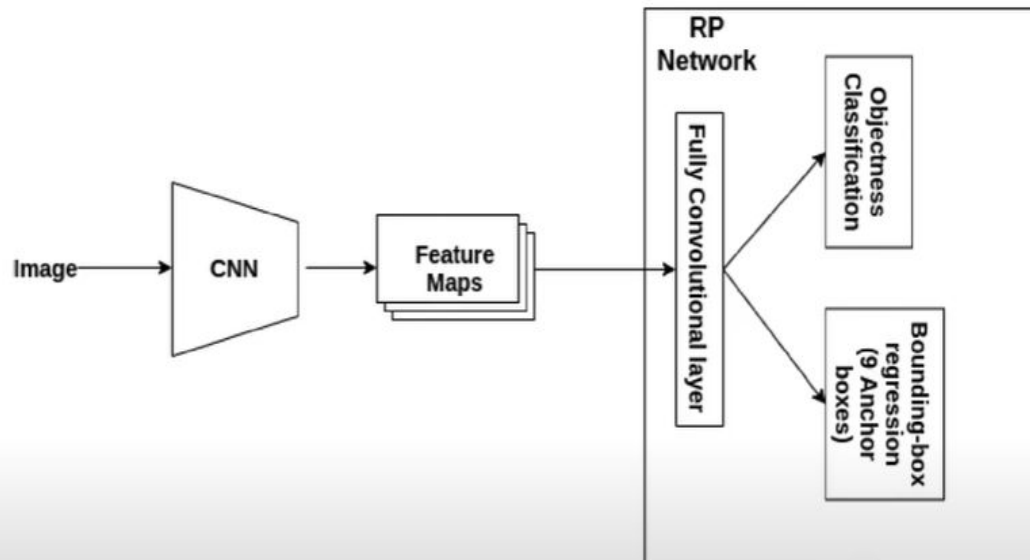 Image
CNN
Feature
Maps
RP
Network
Fully Convolutional layer
Objectness
Classification
Bounding-box
regression
(9 Anchor
boxes)